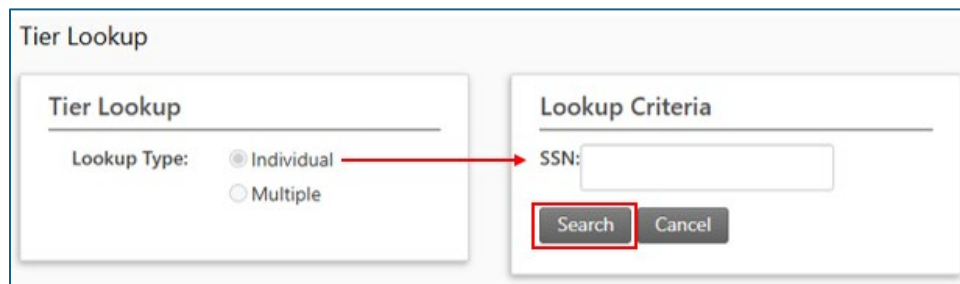 Tier Lookup
Tier Lookup
Lookup Type:
Individual
Multiple
Lookup Criteria
SSN:
Search
Cancel